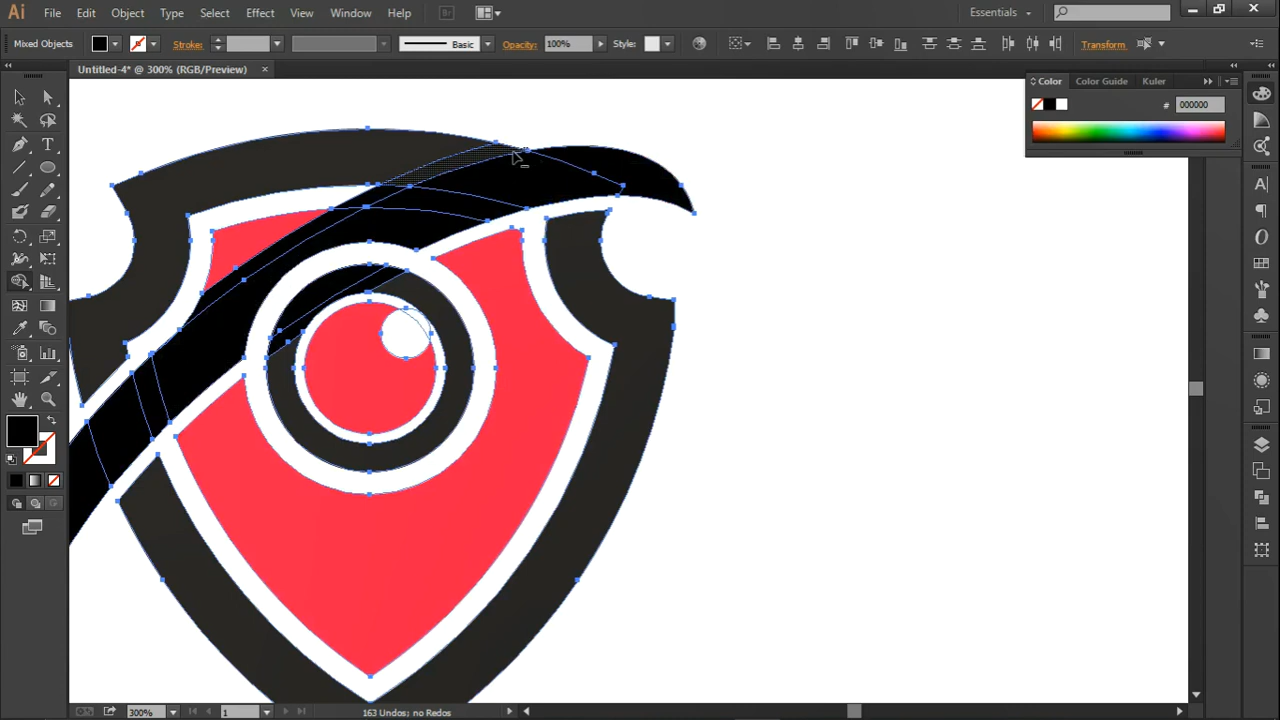 Ai File Edit Object Type Select Effect View Window Help Br Essentials
Mixed Objects Stroke: Basic Opacity: 100% Style: Transform
Untitled-4* @ 300% (RGB/Preview) ×
Color Color Guide Kuler
# 000000
300% 1 163 Undos; no Redos